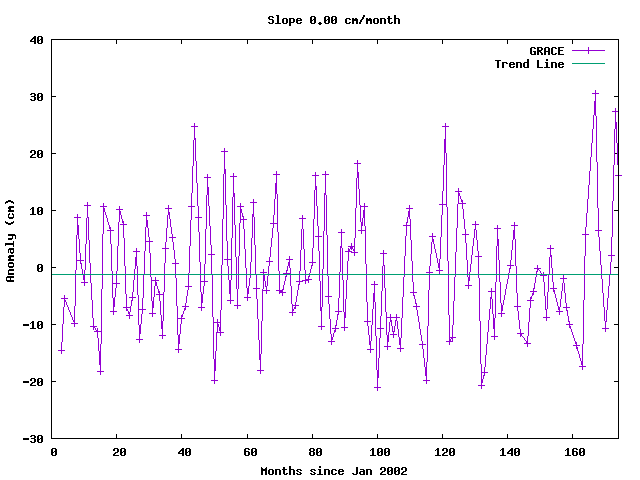 Slope 0.00 cm/month
40
30
20
10
0
-10
-20
-30
Anomaly (cm)
GRACE
Trend Line
0 20 40 60 80 100 120 140 160
Months since Jan 2002